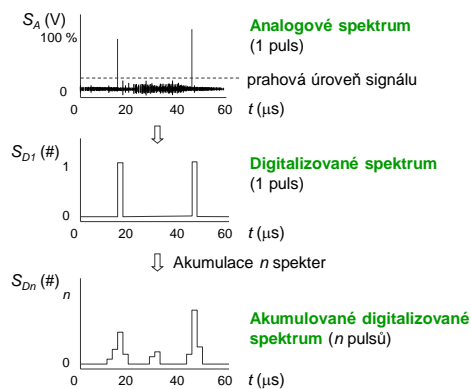 S_A (V)
100 %
0
0
20
40
60
t (μs)
Analogové spektrum
(1 puls)
prahová úroveň signálu
S_D1 (#)
1
0
0
20
40
60
t (μs)
Digitalizované spektrum
(1 puls)
Akumulace n spekter
S_Dn (#)
n
0
0
20
40
60
t (μs)
Akumulované digitalizované
spektrum (n pulsů)